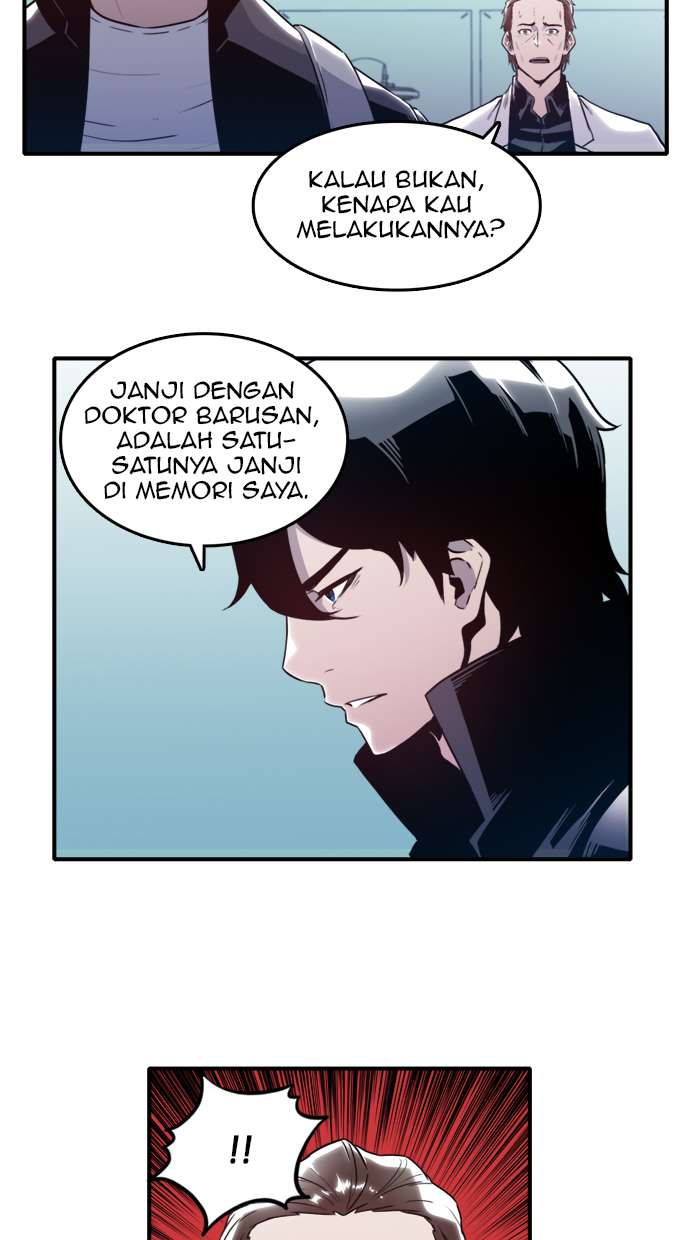 KALAU BUKAN,
KENAPA KAU
MELAKUKANNYA?
JANJI DENGAN
DOKTOR BARUSAN,
ADALAH SATU-
SATUNYA JANJI
DI MEMORI SAYA.
!!